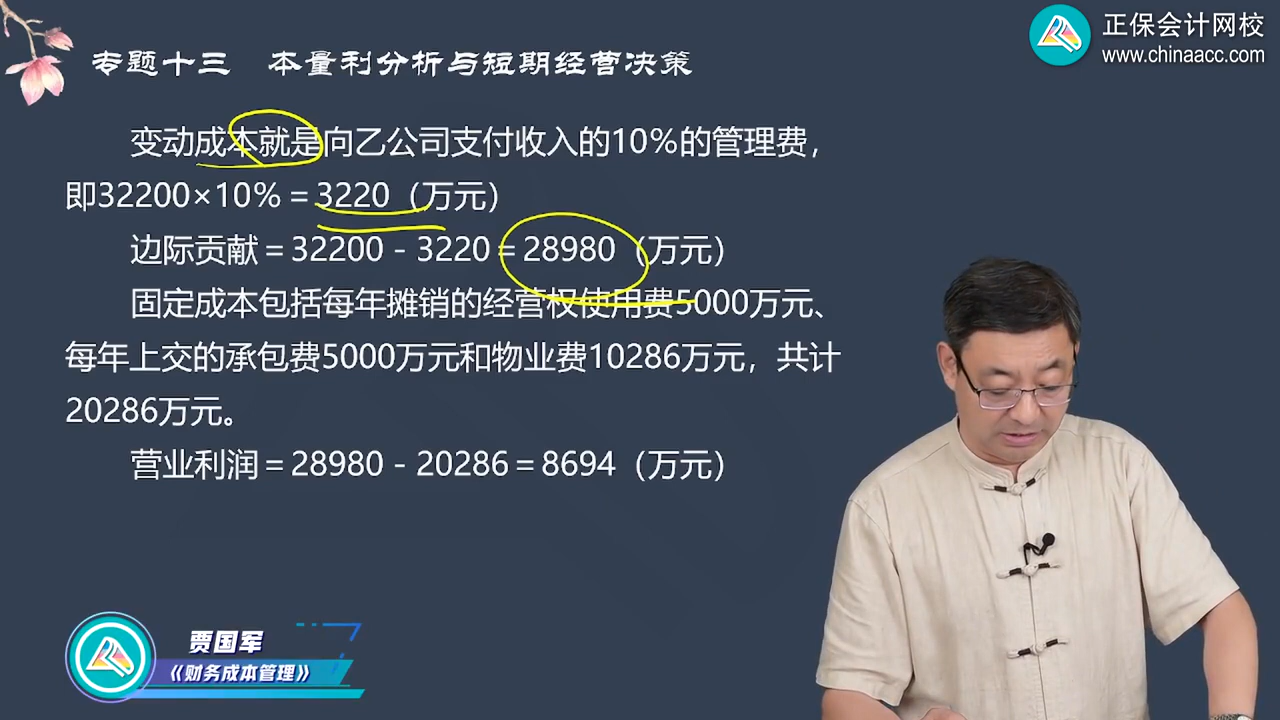 正保会计网校
www.chinaacc.com
专题十三 本量利分析与短期经营决策
变动成本就是向乙公司支付收入的10%的管理费，
即32200×10%＝3220（万元）
边际贡献＝32200－3220＝28980（万元）
固定成本包括每年摊销的经营权使用费5000万元、
每年上交的承包费5000万元和物业费10286万元，共计
20286万元。
营业利润＝28980－20286＝8694（万元）
贾国军
《财务成本管理》